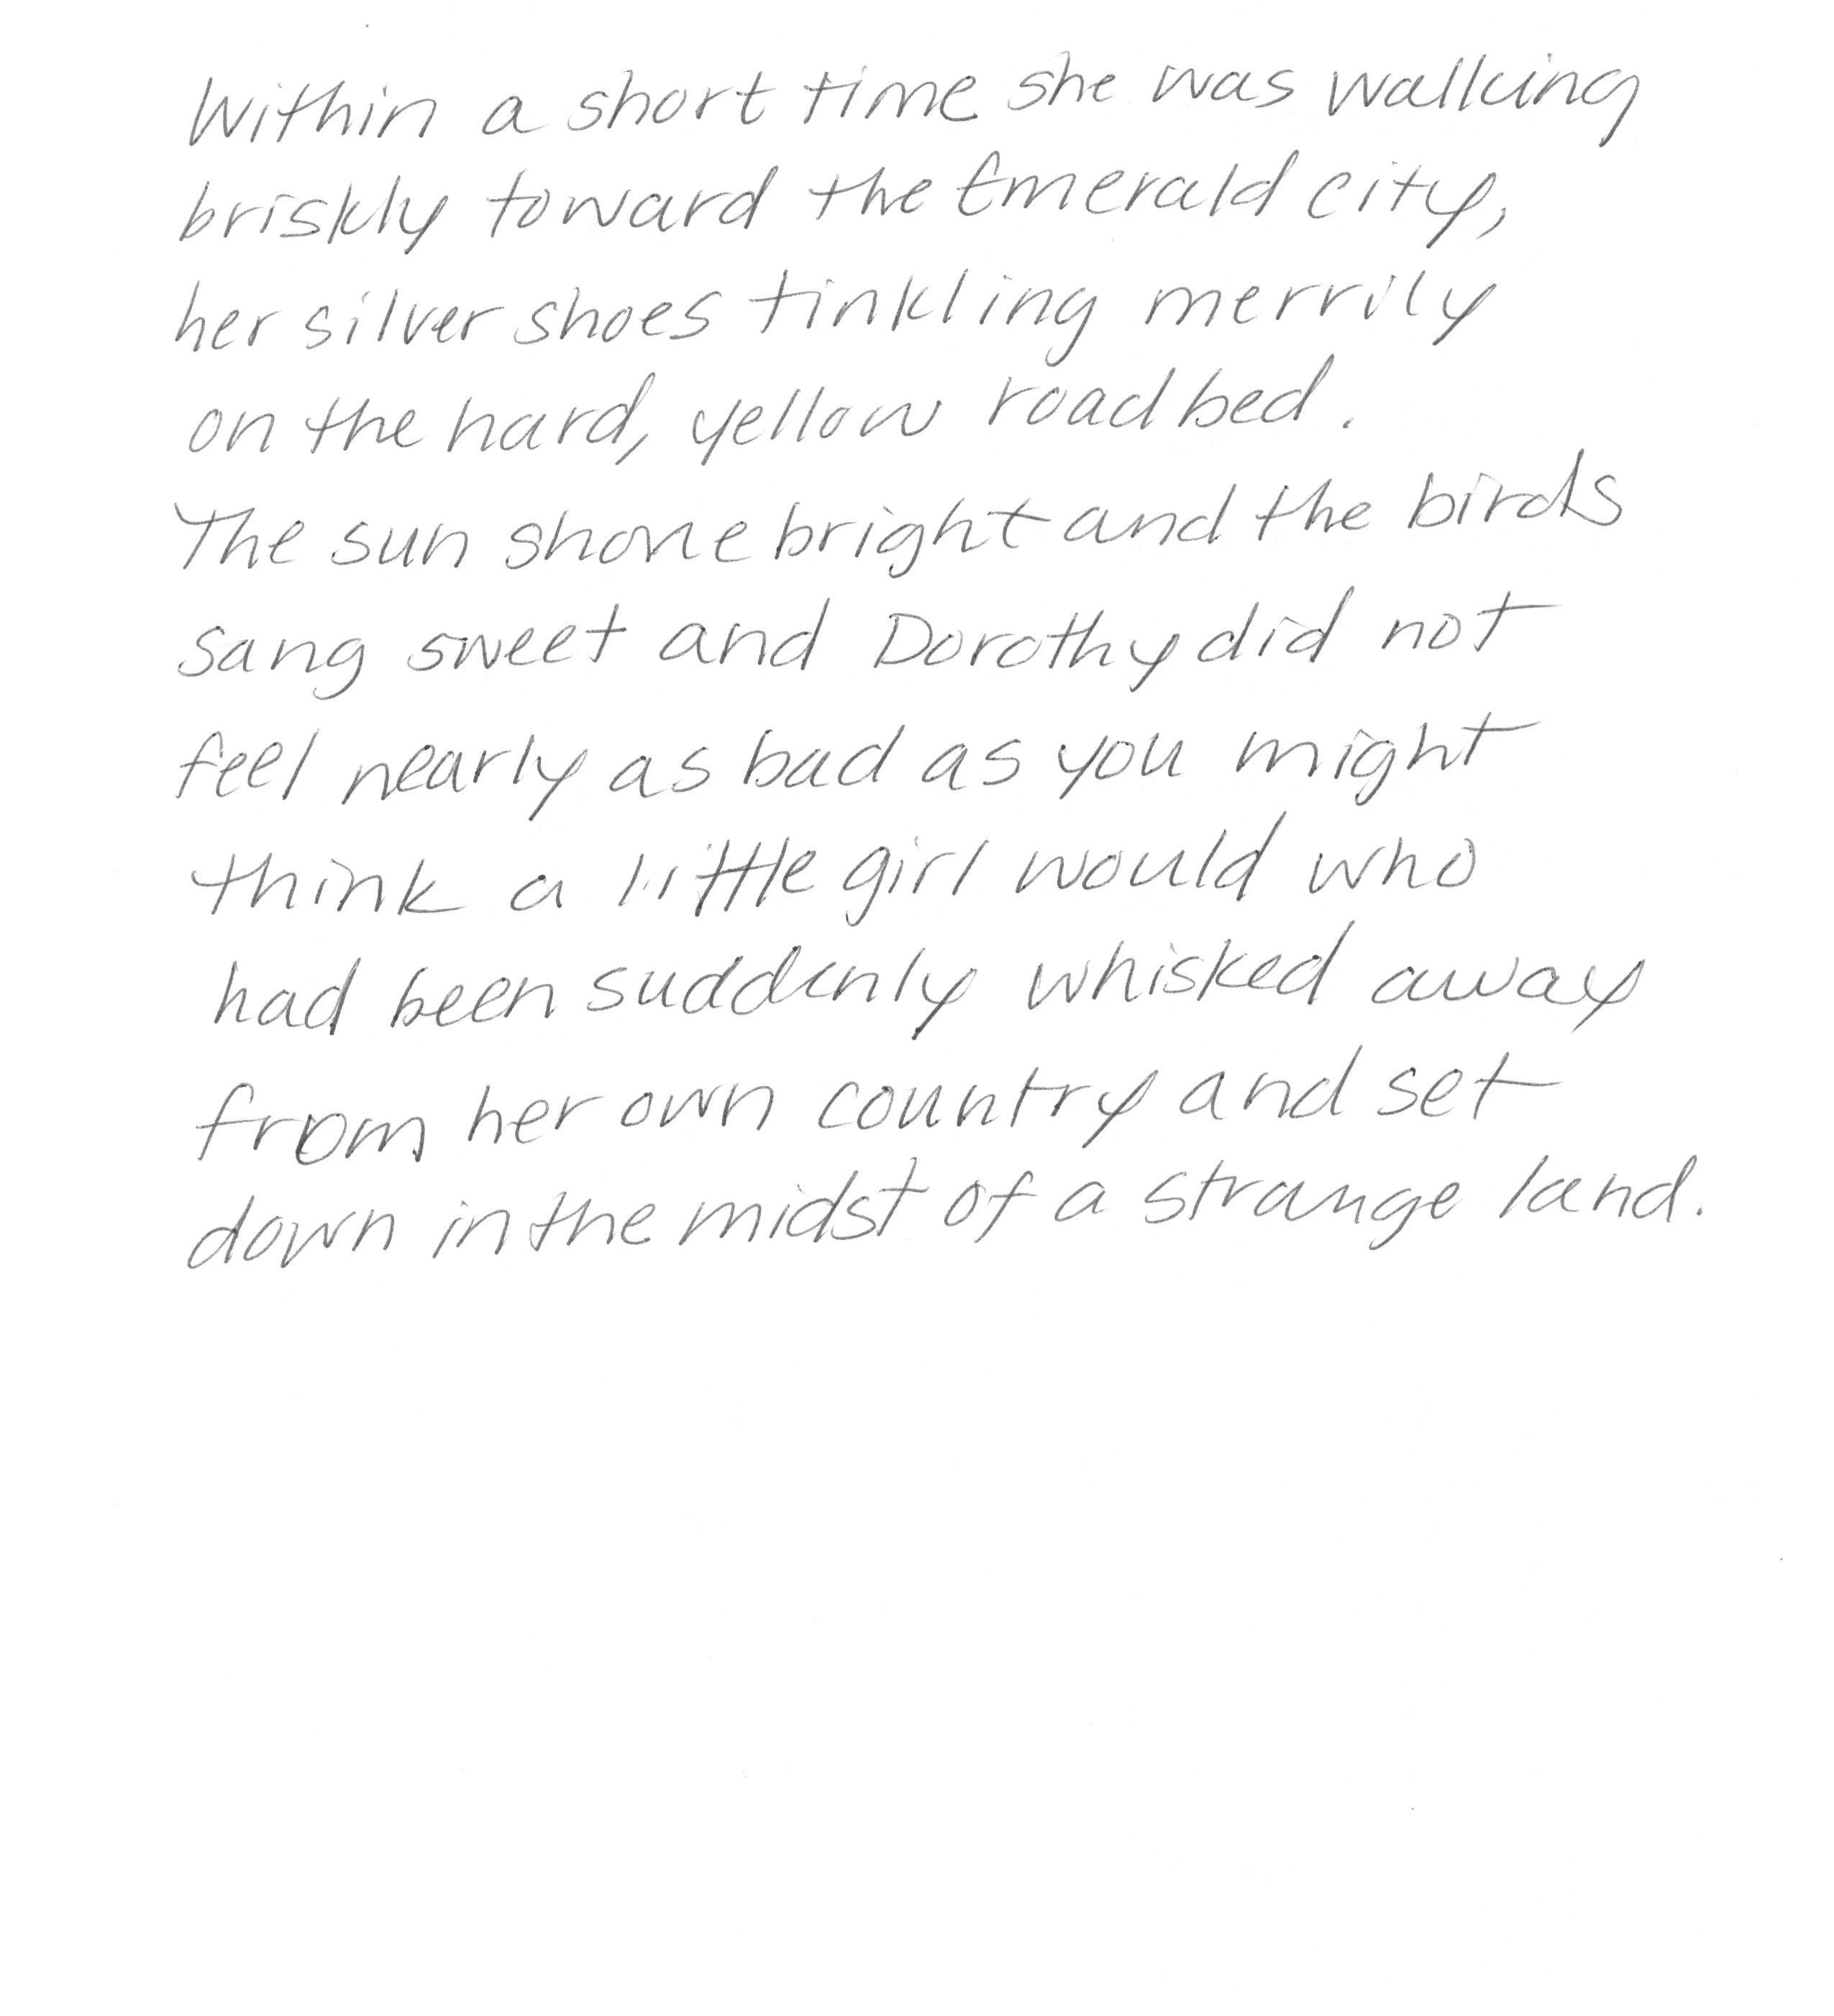 Within a short time she was walking
briskly toward the Emerald city,
her silver shoes tinkling merrily
on the hard, yellow roadbed.
The sun shone bright and the birds
sang sweet and Dorothy did not
feel nearly as bad as you might
think a little girl would who
had been suddenly whisked away
from her own country and set
down in the midst of a strange land.